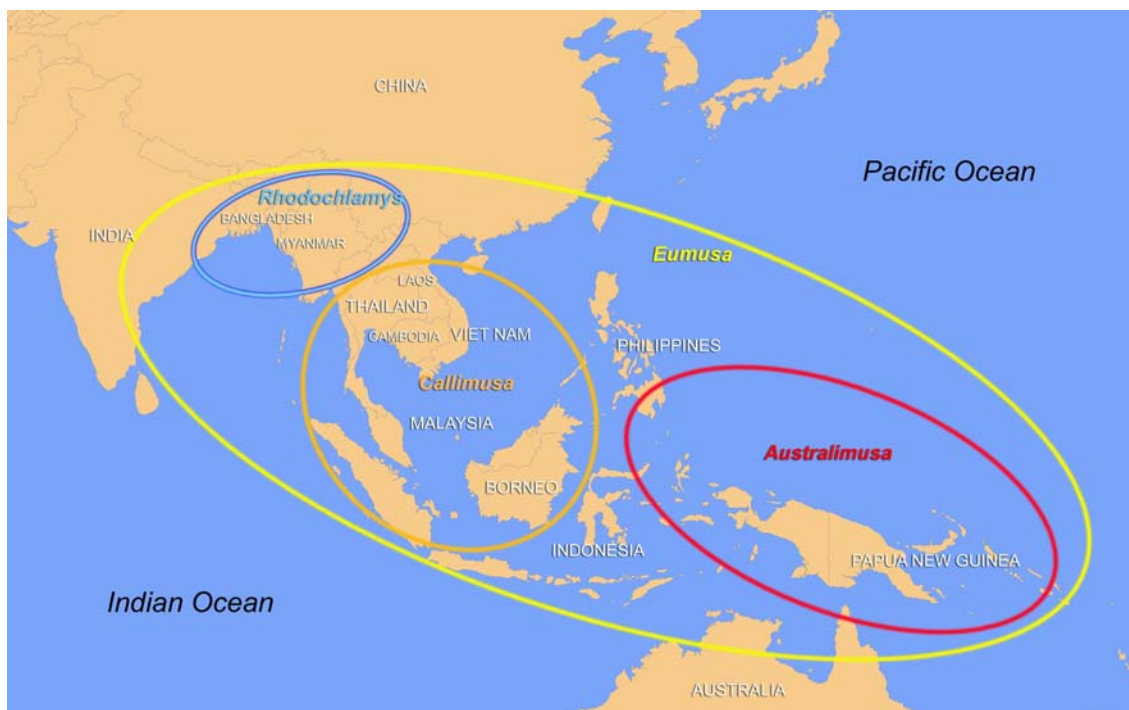 CHINA
Pacific Ocean
Rhodochlamys
BANGLADESH
INDIA
MYANMAR
Eumusa
LAOS
THAILAND
CAMBODIA
VIET NAM
PHILIPPINES
Callimusa
MALAYSIA
Australimusa
BORNEO
INDONESIA
PAPUA NEW GUINEA
Indian Ocean
AUSTRALIA